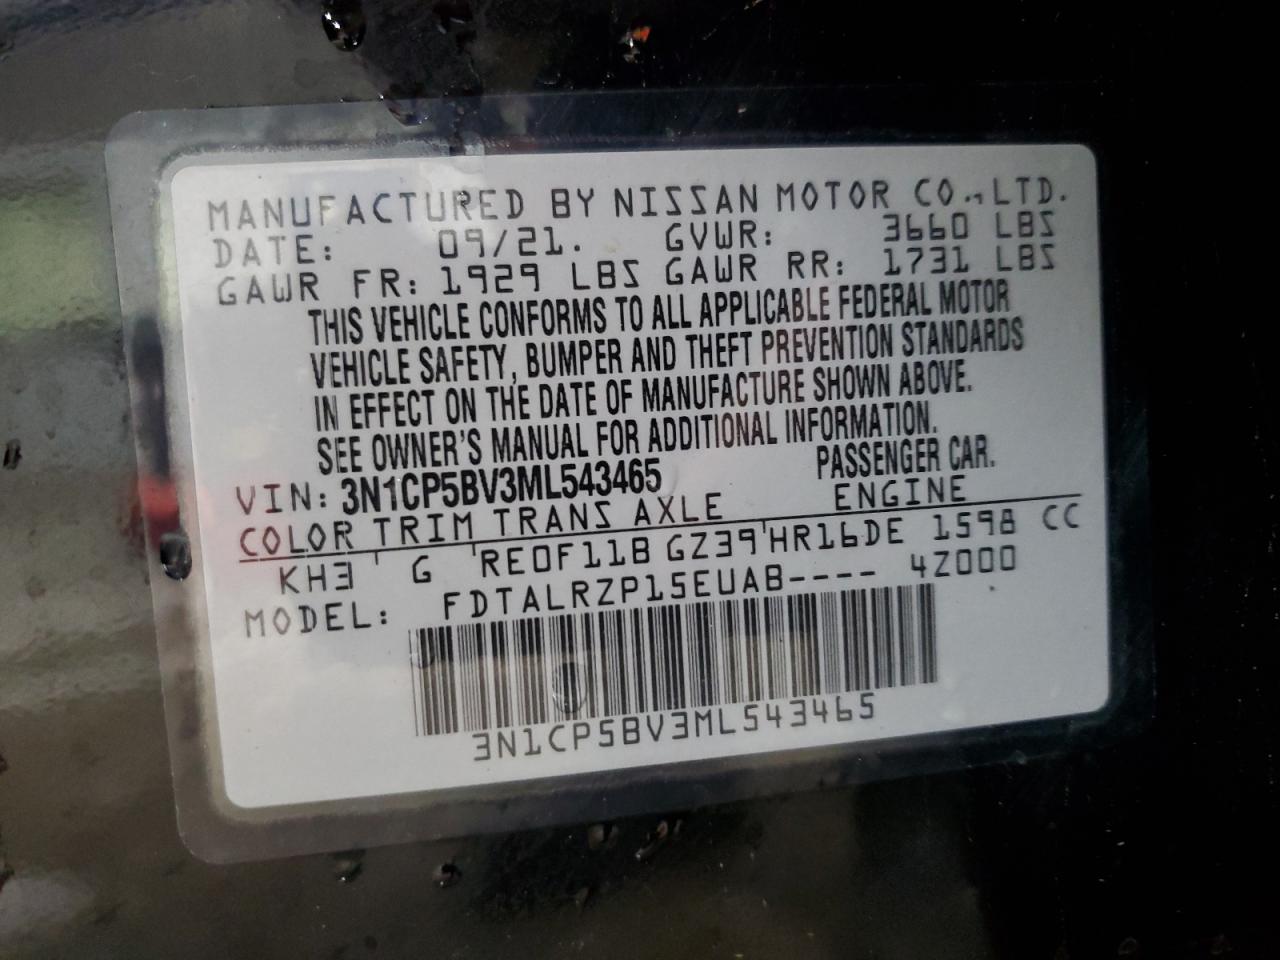 MANUFACTURED BY NISSAN MOTOR CO., LTD.
DATE: 09/21. GVWR: 3660 LBS
GAWR FR: 1929 LBS GAWR RR: 1731 LBS
THIS VEHICLE CONFORMS TO ALL APPLICABLE FEDERAL MOTOR
VEHICLE SAFETY, BUMPER AND THEFT PREVENTION STANDARDS
IN EFFECT ON THE DATE OF MANUFACTURE SHOWN ABOVE.
SEE OWNER'S MANUAL FOR ADDITIONAL INFORMATION.
VIN: 3N1CP5BV3ML543465 PASSENGER CAR.
COLOR TRIM TRANS AXLE ENGINE
KH3 G RE0F11B GZ39 HR16DE 1598 CC
MODEL: FDTALRZP15EUAB---- 4Z000
3N1CP5BV3ML543465